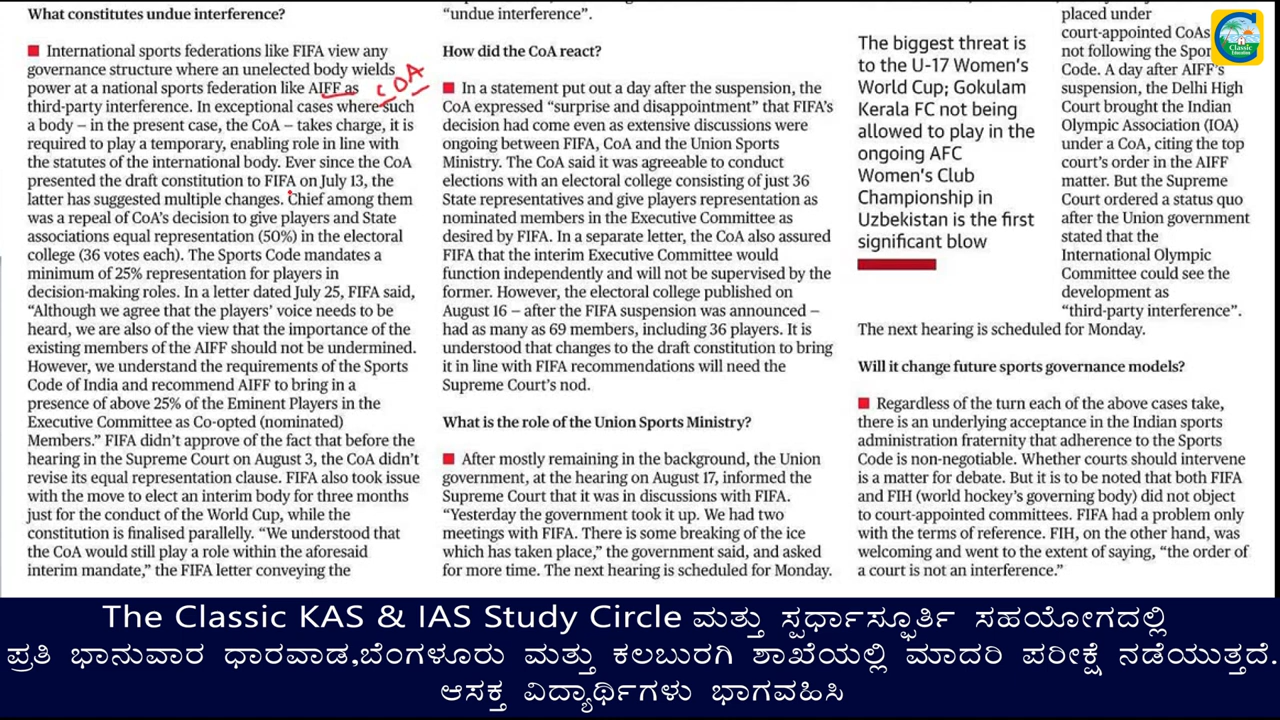 What constitutes undue interference?
■ International sports federations like FIFA view any
governance structure where an unelected body wields
power at a national sports federation like AIFF as
COA
third-party interference. In exceptional cases where such
a body – in the present case, the CoA – takes charge, it is
required to play a temporary, enabling role in line with
the statutes of the international body. Ever since the CoA
presented the draft constitution to FIFA on July 13, the
latter has suggested multiple changes. Chief among them
was a repeal of CoA’s decision to give players and State
associations equal representation (50%) in the electoral
college (36 votes each). The Sports Code mandates a
minimum of 25% representation for players in
decision-making roles. In a letter dated July 25, FIFA said,
“Although we agree that the players’ voice needs to be
heard, we are also of the view that the importance of the
existing members of the AIFF should not be undermined.
However, we understand the requirements of the Sports
Code of India and recommend AIFF to bring in a
presence of above 25% of the Eminent Players in the
Executive Committee as Co-opted (nominated)
Members.” FIFA didn’t approve of the fact that before the
hearing in the Supreme Court on August 3, the CoA didn’t
revise its equal representation clause. FIFA also took issue
with the move to elect an interim body for three months
just for the conduct of the World Cup, while the
constitution is finalised parallelly. “We understood that
the CoA would still play a role within the aforesaid
interim mandate,” the FIFA letter conveying the
“undue interference”.
How did the CoA react?
■ In a statement put out a day after the suspension, the
CoA expressed “surprise and disappointment” that FIFA’s
decision had come even as extensive discussions were
ongoing between FIFA, CoA and the Union Sports
Ministry. The CoA said it was agreeable to conduct
elections with an electoral college consisting of just 36
State representatives and give players representation as
nominated members in the Executive Committee as
desired by FIFA. In a separate letter, the CoA also assured
FIFA that the interim Executive Committee would
function independently and will not be supervised by the
former. However, the electoral college published on
August 16 – after the FIFA suspension was announced –
had as many as 69 members, including 36 players. It is
understood that changes to the draft constitution to bring
it in line with FIFA recommendations will need the
Supreme Court’s nod.
What is the role of the Union Sports Ministry?
■ After mostly remaining in the background, the Union
government, at the hearing on August 17, informed the
Supreme Court that it was in discussions with FIFA.
“Yesterday the government took it up. We had two
meetings with FIFA. There is some breaking of the ice
which has taken place,” the government said, and asked
for more time. The next hearing is scheduled for Monday.
The biggest threat is
to the U-17 Women’s
World Cup; Gokulam
Kerala FC not being
allowed to play in the
ongoing AFC
Women’s Club
Championship in
Uzbekistan is the first
significant blow
placed under
court-appointed CoAs
not following the Sports
Code. A day after AIFF’s
suspension, the Delhi High
Court brought the Indian
Olympic Association (IOA)
under a CoA, citing the top
court’s order in the AIFF
matter. But the Supreme
Court ordered a status quo
after the Union government
stated that the
International Olympic
Committee could see the
development as
“third-party interference”.
The next hearing is scheduled for Monday.
Will it change future sports governance models?
■ Regardless of the turn each of the above cases take,
there is an underlying acceptance in the Indian sports
administration fraternity that adherence to the Sports
Code is non-negotiable. Whether courts should intervene
is a matter for debate. But it is to be noted that both FIFA
and FIH (world hockey’s governing body) did not object
to court-appointed committees. FIFA had a problem only
with the terms of reference. FIH, on the other hand, was
welcoming and went to the extent of saying, “the order of
a court is not an interference.”
Classic
Education
The Classic KAS & IAS Study Circle ಮತ್ತು ಸ್ಪರ್ಧಾಸ್ಫೂರ್ತಿ ಸಹಯೋಗದಲ್ಲಿ
ಪ್ರತಿ ಭಾನುವಾರ ಧಾರವಾಡ,ಬೆಂಗಳೂರು ಮತ್ತು ಕಲಬುರಗಿ ಶಾಖೆಯಲ್ಲಿ ಮಾದರಿ ಪರೀಕ್ಷೆ ನಡೆಯುತ್ತದೆ.
ಆಸಕ್ತ ವಿದ್ಯಾರ್ಥಿಗಳು ಭಾಗವಹಿಸಿ